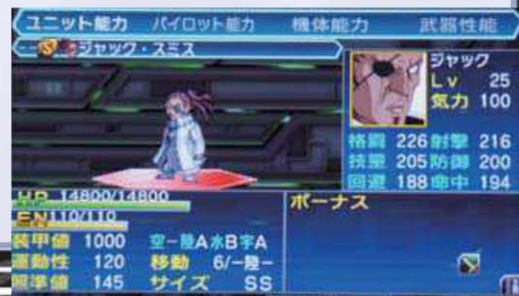 ユニット能力 パイロット能力 機体能力 武器性能
S ジャック・スミス
ジャック
Lv 25
気力 100
格闘 226 射撃 216
技量 205 防御 200
回避 188 命中 194
HP 14800/14800
EN 110/110
装甲値 1000
運動性 120
照準値 145
空-陸A水B宇A
移動 6/-陸-
サイズ SS
ボーナス